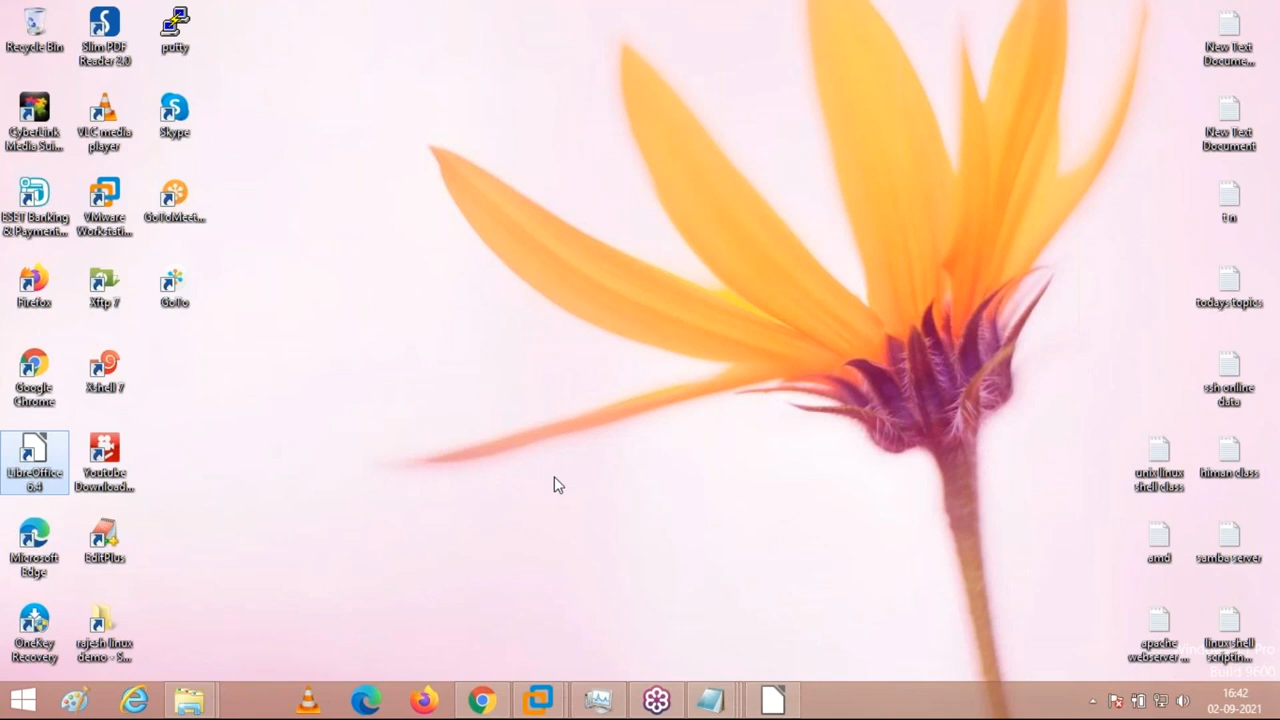 Recycle Bin
Slim PDF
Reader 2.0
putty
CyberLink
Media Sui...
VLC media
player
Skype
ESET Banking
& Payment...
VMware
Workstati...
GoToMeet...
Firefox
Xftp 7
GoTo
Google
Chrome
Xshell 7
LibreOffice
6.4
Youtube
Download...
Microsoft
Edge
EditPlus
OneKey
Recovery
rajesh linux
demo - S...
New Text
Docume...
New Text
Document
t n
todays topics
ssh online
data
unix linux
shell class
himan class
amd
samba server
apache
webserver ...
linux shell
scriptin...
Build 9600
16:42
02-09-2021